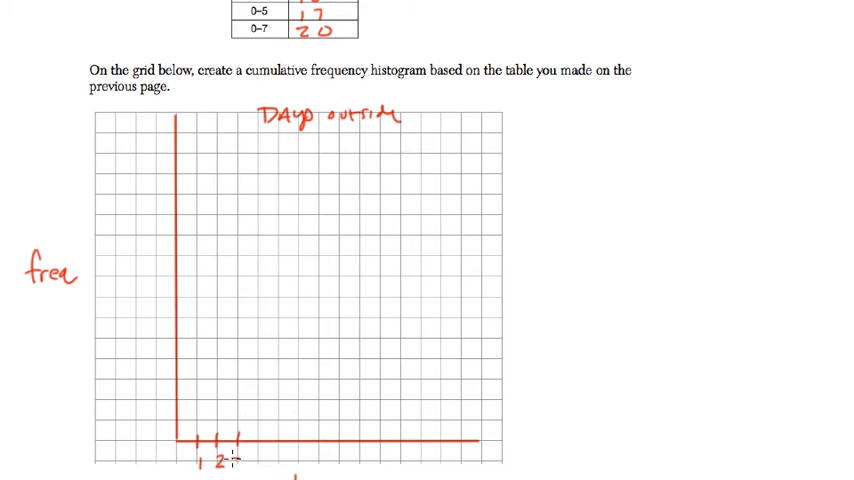 0–5 17
0–7 20
On the grid below, create a cumulative frequency histogram based on the table you made on the
previous page.
DAYS outside
freq
1 2